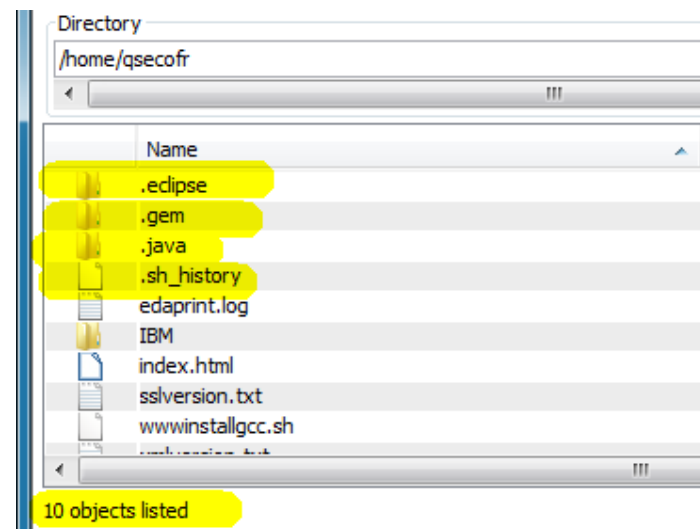 Directory
/home/qsecofr
Name
.eclipse
.gem
.java
.sh_history
edaprint.log
IBM
index.html
sslversion.txt
wwwinstallgcc.sh
10 objects listed